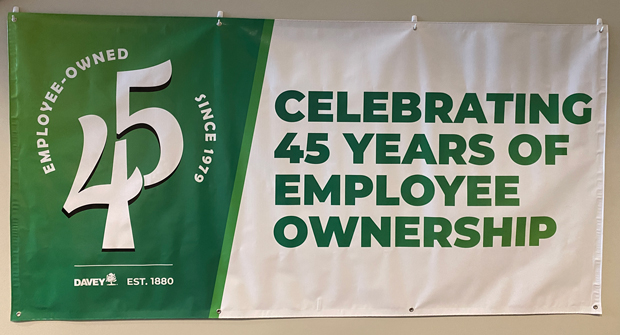 EMPLOYEE-OWNED
SINCE 1979
45
DAVEY EST. 1880
CELEBRATING
45 YEARS OF
EMPLOYEE
OWNERSHIP